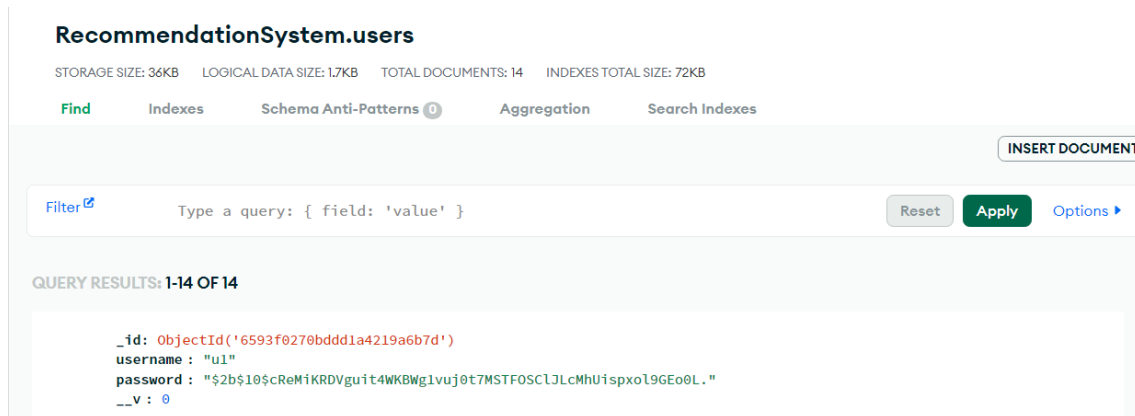 RecommendationSystem.users
STORAGE SIZE: 36KB LOGICAL DATA SIZE: 1.7KB TOTAL DOCUMENTS: 14 INDEXES TOTAL SIZE: 72KB
Find Indexes Schema Anti-Patterns 0 Aggregation Search Indexes
INSERT DOCUMENT
Filter Type a query: { field: 'value' } Reset Apply Options
QUERY RESULTS: 1-14 OF 14
_id: ObjectId('6593f0270bddd1a4219a6b7d')
username : "u1"
password : "$2b$10$cReMiKRDVguit4WKBWg1vuj0t7MSTFOSClJLcMhUispxol9GEo0L."
__v : 0